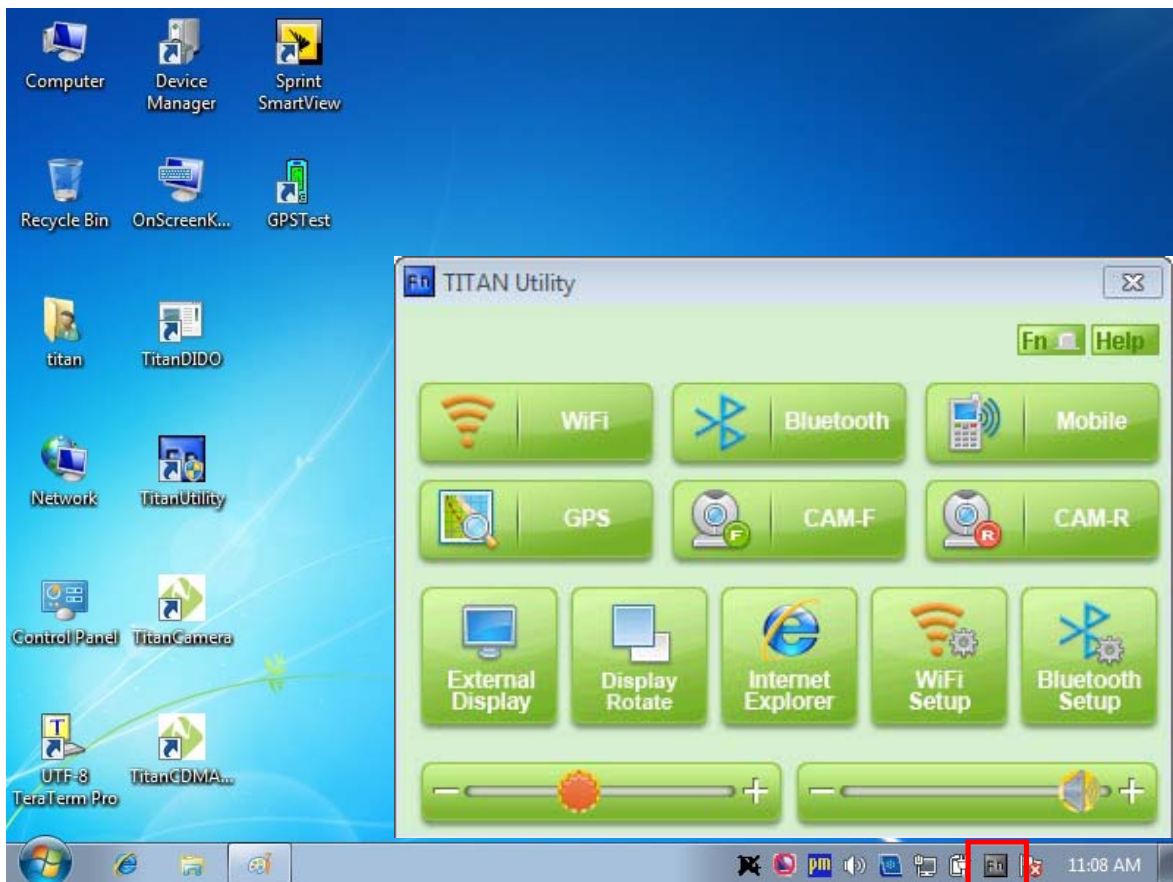 Computer
Device
Manager
Sprint
SmartView
Recycle Bin
OnScreenK...
GPSTest
titan
TitanDIDO
Network
TitanUtility
Control Panel
TitanCamera
T
UTF-8
TeraTerm Pro
TitanCDMA...
Fn TITAN Utility
Fn Help
WiFi
Bluetooth
Mobile
GPS
F
CAM-F
R
CAM-R
External
Display
Display
Rotate
Internet
Explorer
WiFi
Setup
Bluetooth
Setup
pm
Fn
11:08 AM